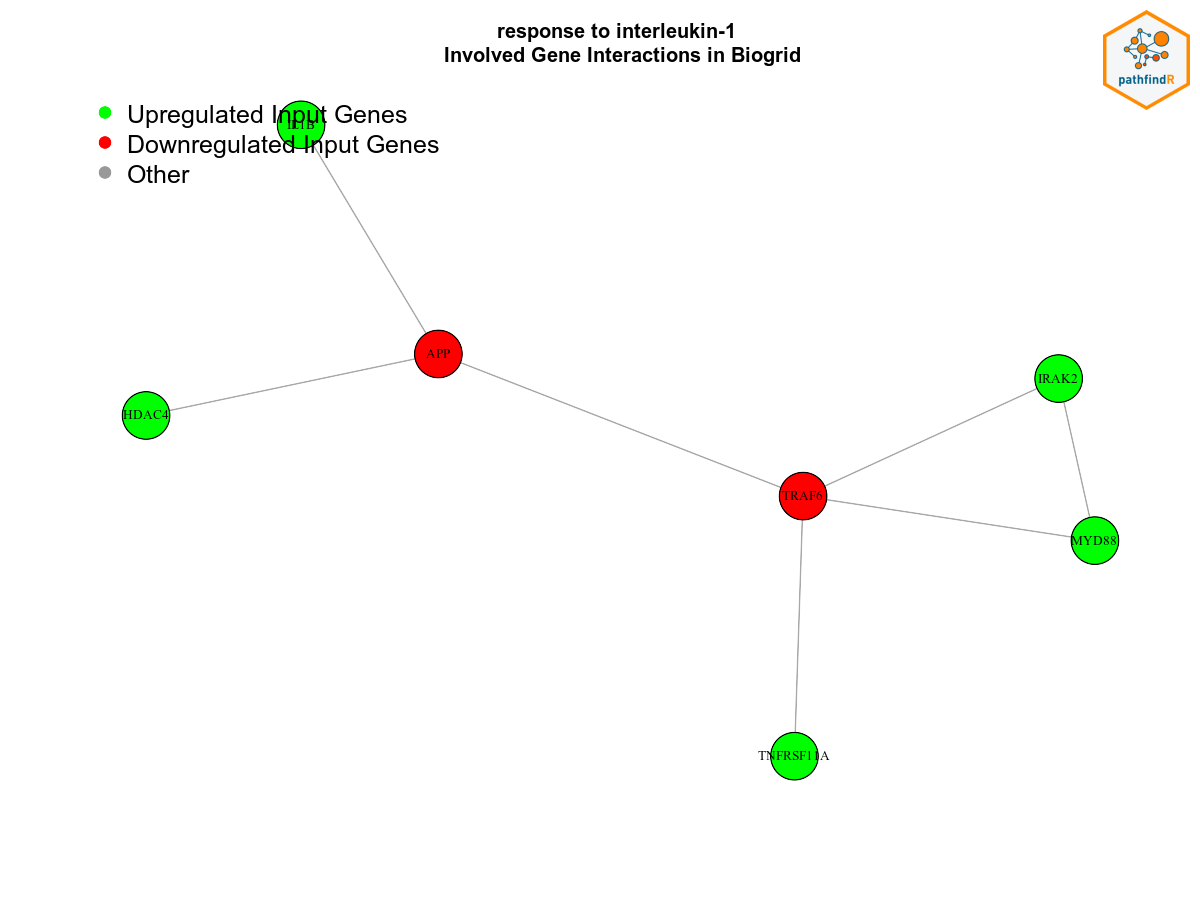 response to interleukin-1
Involved Gene Interactions in Biogrid
pathfindR
Upregulated Input Genes
IL1B
Downregulated Input Genes
Other
APP
IRAK2
HDAC4
TRAF6
MYD88
TNFRSF11A